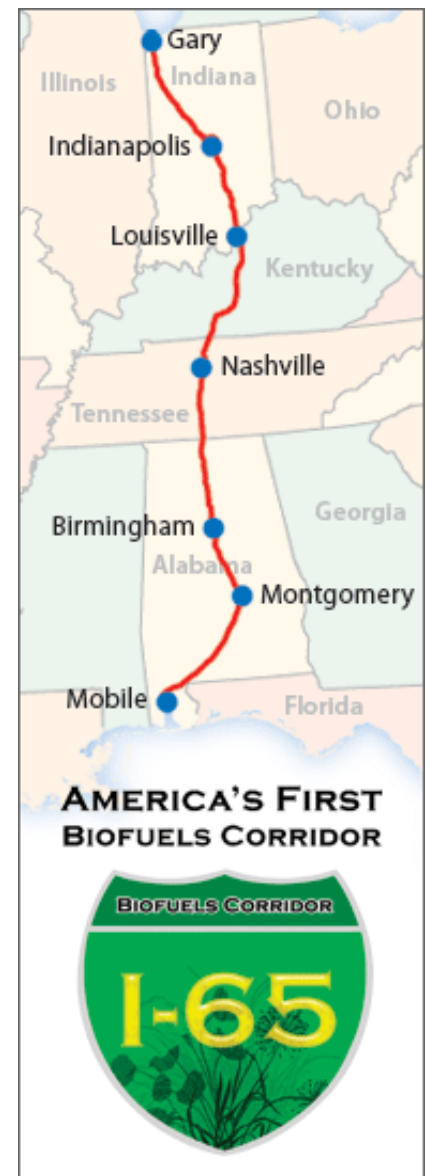 Gary
Illinois
Indiana
Ohio
Indianapolis
Louisville
Kentucky
Nashville
Tennessee
Georgia
Birmingham
Alabama
Montgomery
Mobile
Florida
AMERICA'S FIRST
BIOFUELS CORRIDOR
BIOFUELS CORRIDOR
I-65